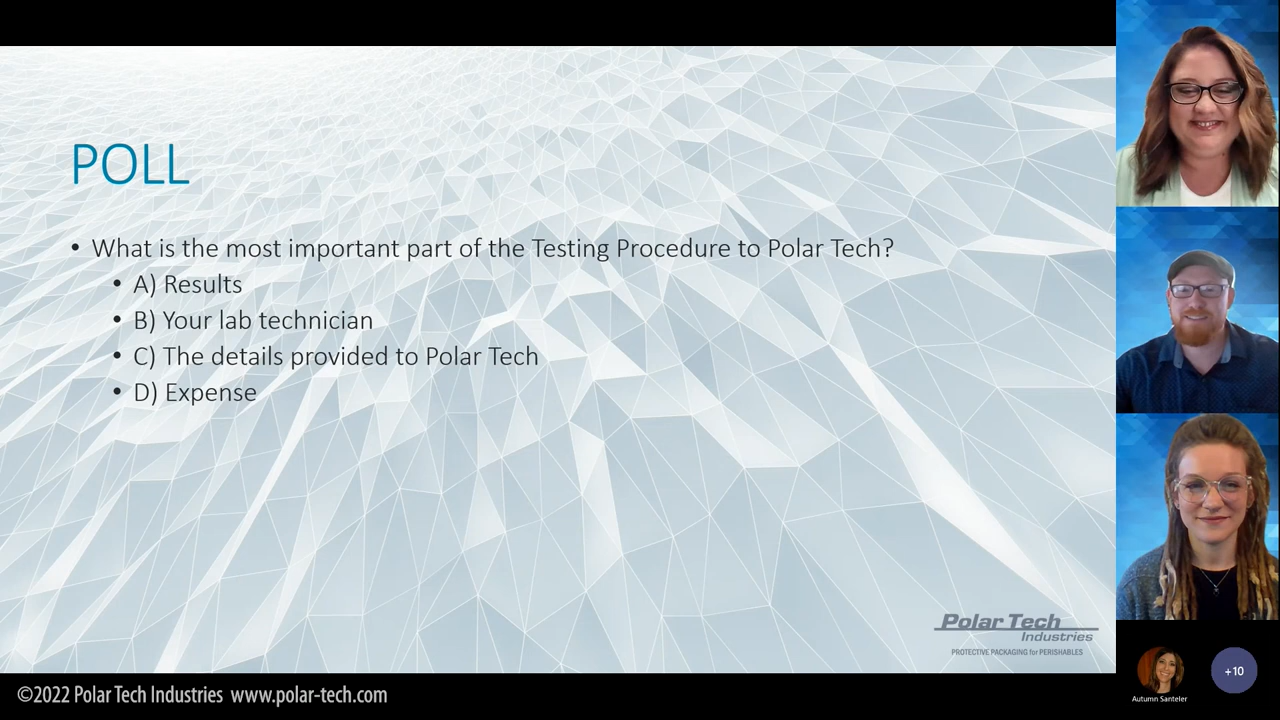 POLL
• What is the most important part of the Testing Procedure to Polar Tech?
• A) Results
• B) Your lab technician
• C) The details provided to Polar Tech
• D) Expense
Polar Tech
Industries
PROTECTIVE PACKAGING for PERISHABLES
©2022 Polar Tech Industries www.polar-tech.com
Autumn Santeler
+10